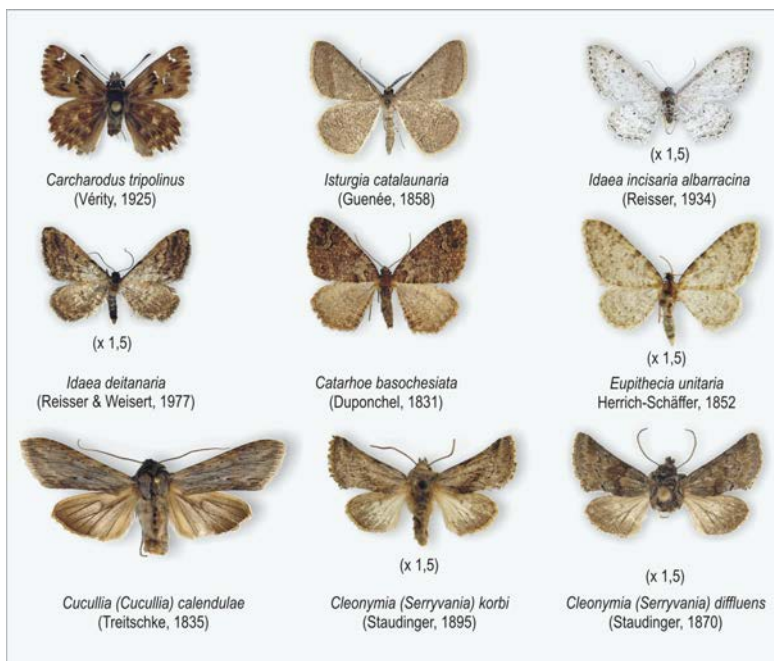 (x 1,5)
Carcharodus tripolinus
(Vérity, 1925)
Isturgia catalaunaria
(Guenée, 1858)
Idaea incisaria albarracina
(Reisser, 1934)
(x 1,5)
(x 1,5)
Idaea deitanaria
(Reisser & Weisert, 1977)
Catarhoe basochesiata
(Duponchel, 1831)
Eupithecia unitaria
Herrich-Schäffer, 1852
(x 1,5)
(x 1,5)
Cucullia (Cucullia) calendulae
(Treitschke, 1835)
Cleonymia (Serryvania) korbi
(Staudinger, 1895)
Cleonymia (Serryvania) diffluens
(Staudinger, 1870)